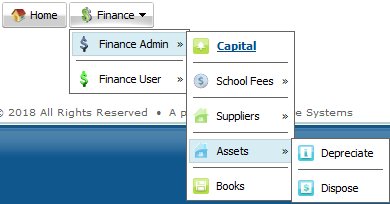 Home
Finance
Finance Admin »
Finance User »
Capital
School Fees »
Suppliers »
Assets »
Books
Depreciate
Dispose
© 2018 All Rights Reserved • A p
e Systems